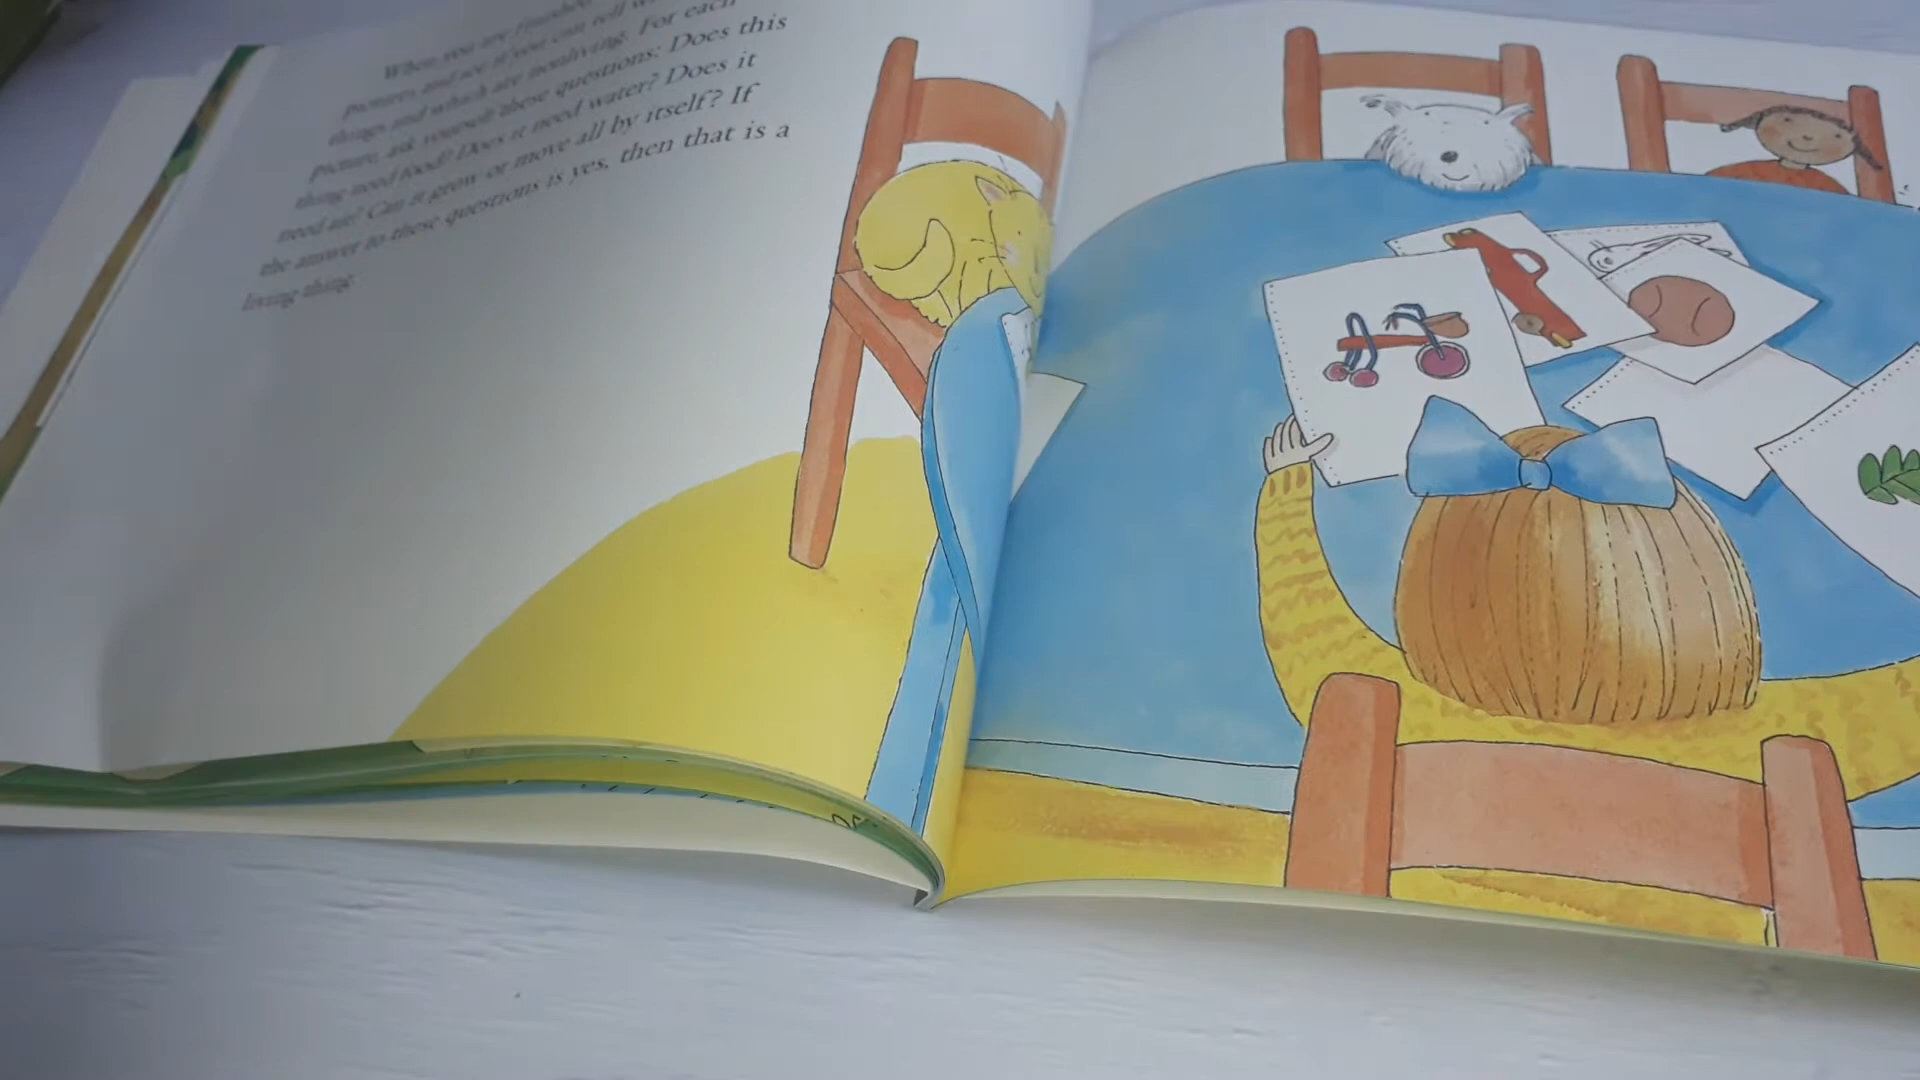 When you are finished
pictures and see if you can tell
things and which are nonliving. For each
picture, ask yourself these questions: Does this
thing need food? Does it need water? Does it
need air? Can it grow or move all by itself? If
the answer to these questions is yes, then that is a
living thing.